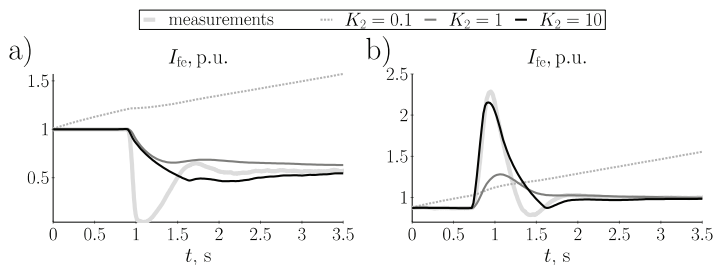 measurements K₂ = 0.1 K₂ = 1 K₂ = 10
a) I_fe, p.u.
1.5
1
0.5
0 0.5 1 1.5 2 2.5 3 3.5
t, s
b) I_fe, p.u.
2.5
2
1.5
1
0 0.5 1 1.5 2 2.5 3 3.5
t, s